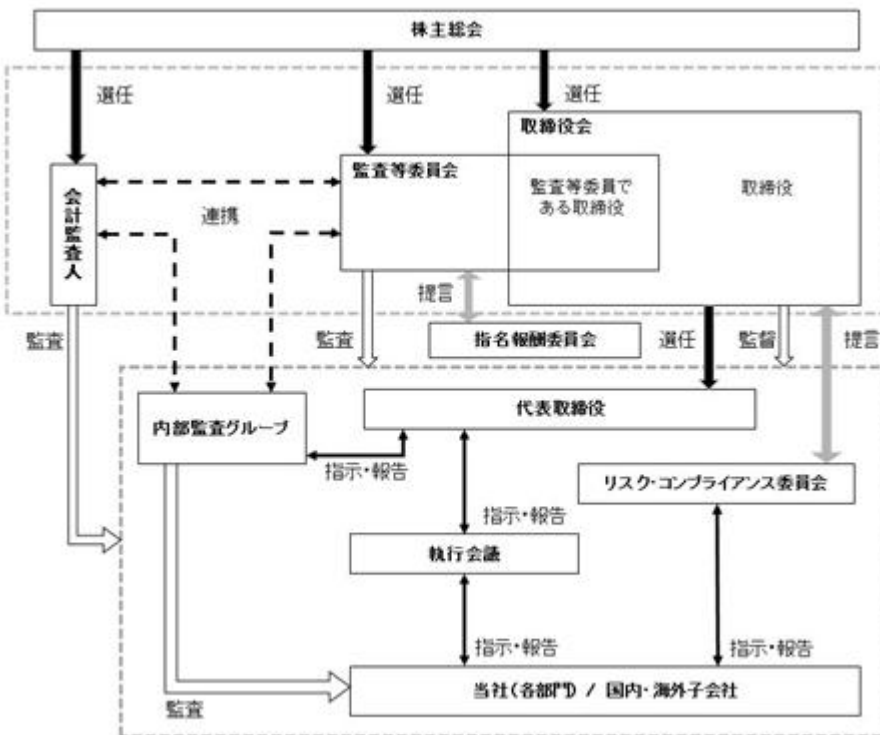 株主総会
選任
選任
選任
取締役会
監査等委員会
監査等委員で
ある取締役
取締役
会計監査人
連携
提言
監査
監査
指名報酬委員会
選任
監督
提言
代表取締役
内部監査グループ
指示・報告
リスク・コンプライアンス委員会
指示・報告
執行会議
指示・報告
指示・報告
当社(各部門) / 国内・海外子会社
監査